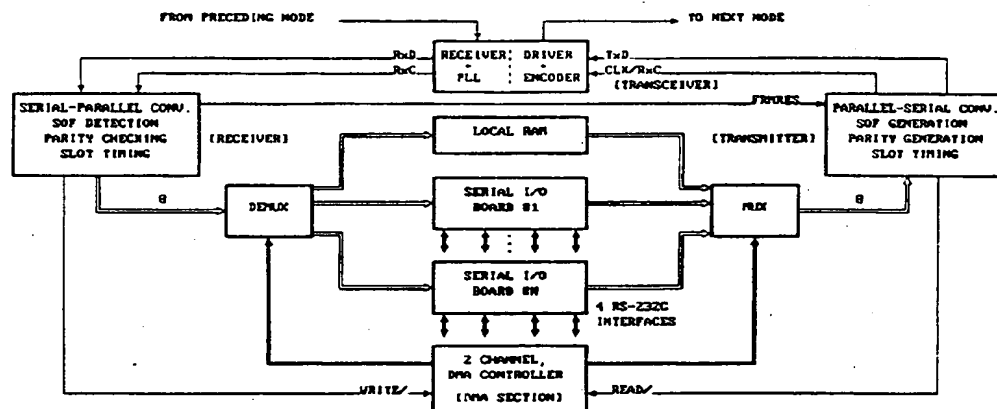 FROM PRECEDING NODE
TO NEXT NODE
RxD
RECEIVER
DRIVER
TxD
RxC
+
+
CLK/RxC
PLL
ENCODER
[TRANSCEIVER]
SERIAL-PARALLEL CONV.
SOF DETECTION
PARITY CHECKING
SLOT TIMING
[RECEIVER]
FRMRES
PARALLEL-SERIAL CONV.
SOF GENERATION
PARITY GENERATION
SLOT TIMING
[TRANSMITTER]
LOCAL RAM
8
DEMUX
SERIAL I/O
BOARD #1
MUX
8
SERIAL I/O
BOARD #N
4 RS-232C
INTERFACES
2 CHANNEL,
DMA CONTROLLER
[DMA SECTION]
WRITE/
READ/